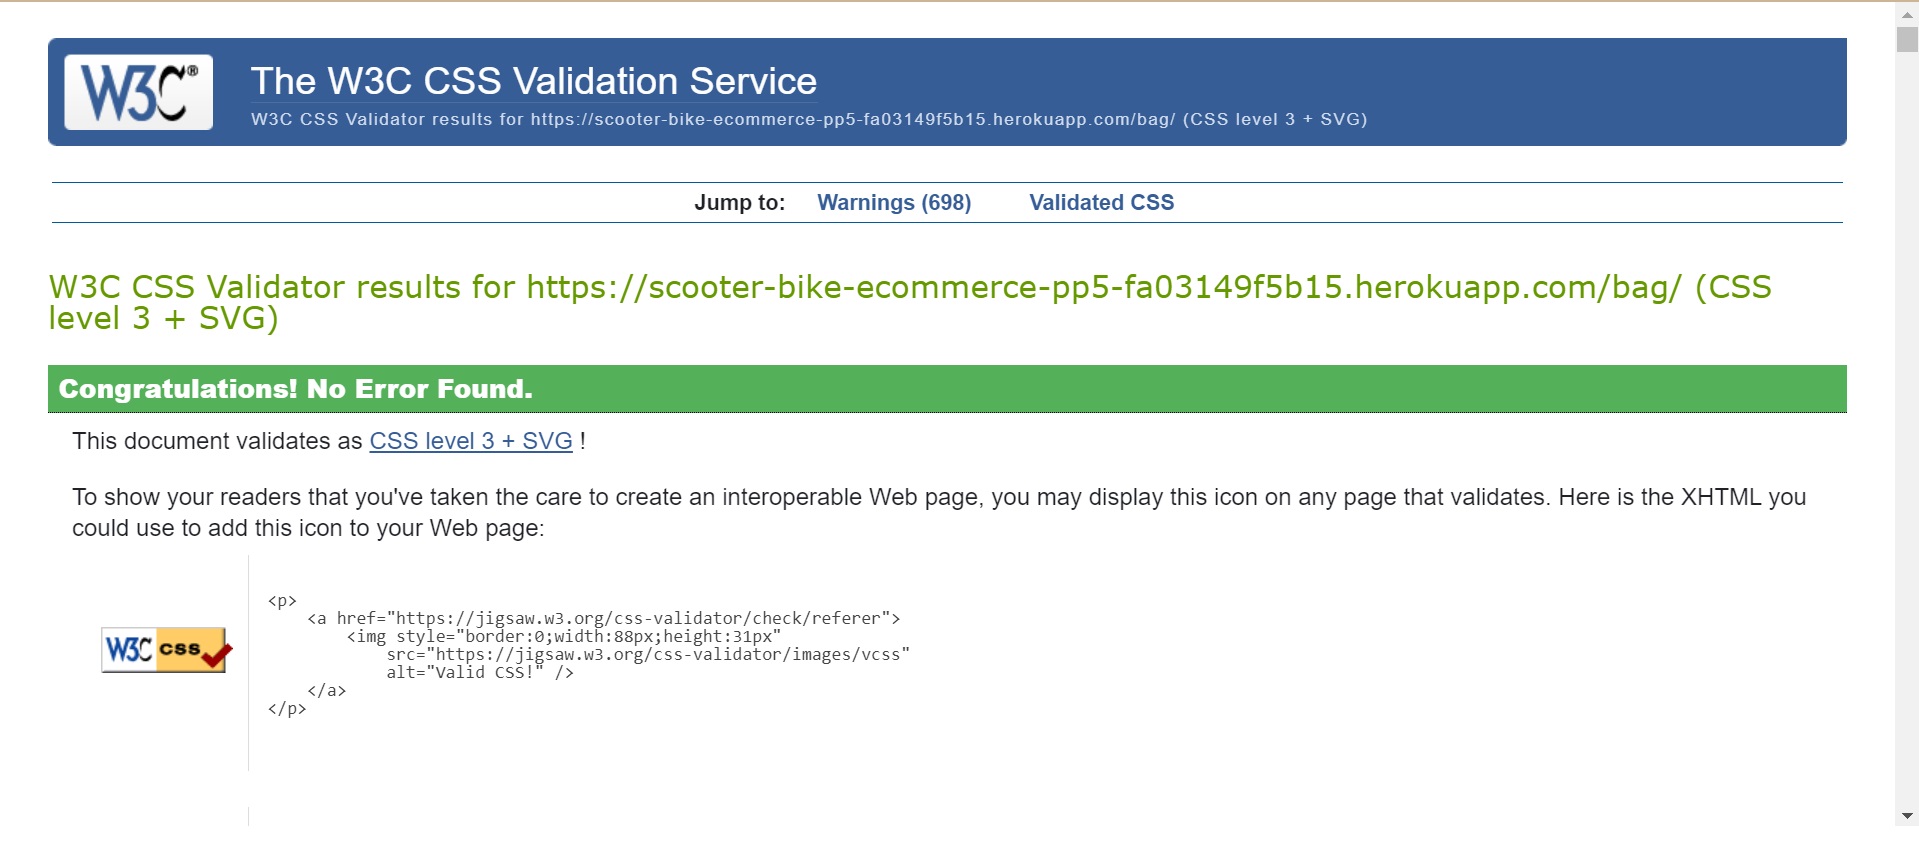 W3C®
The W3C CSS Validation Service
W3C CSS Validator results for https://scooter-bike-ecommerce-pp5-fa03149f5b15.herokuapp.com/bag/ (CSS level 3 + SVG)
Jump to: Warnings (698) Validated CSS
W3C CSS Validator results for https://scooter-bike-ecommerce-pp5-fa03149f5b15.herokuapp.com/bag/ (CSS
level 3 + SVG)
Congratulations! No Error Found.
This document validates as CSS level 3 + SVG !
To show your readers that you've taken the care to create an interoperable Web page, you may display this icon on any page that validates. Here is the XHTML you
could use to add this icon to your Web page:
W3C css
<p>
    <a href="https://jigsaw.w3.org/css-validator/check/referer">
        <img style="border:0;width:88px;height:31px"
            src="https://jigsaw.w3.org/css-validator/images/vcss"
            alt="Valid CSS!" />
    </a>
</p>